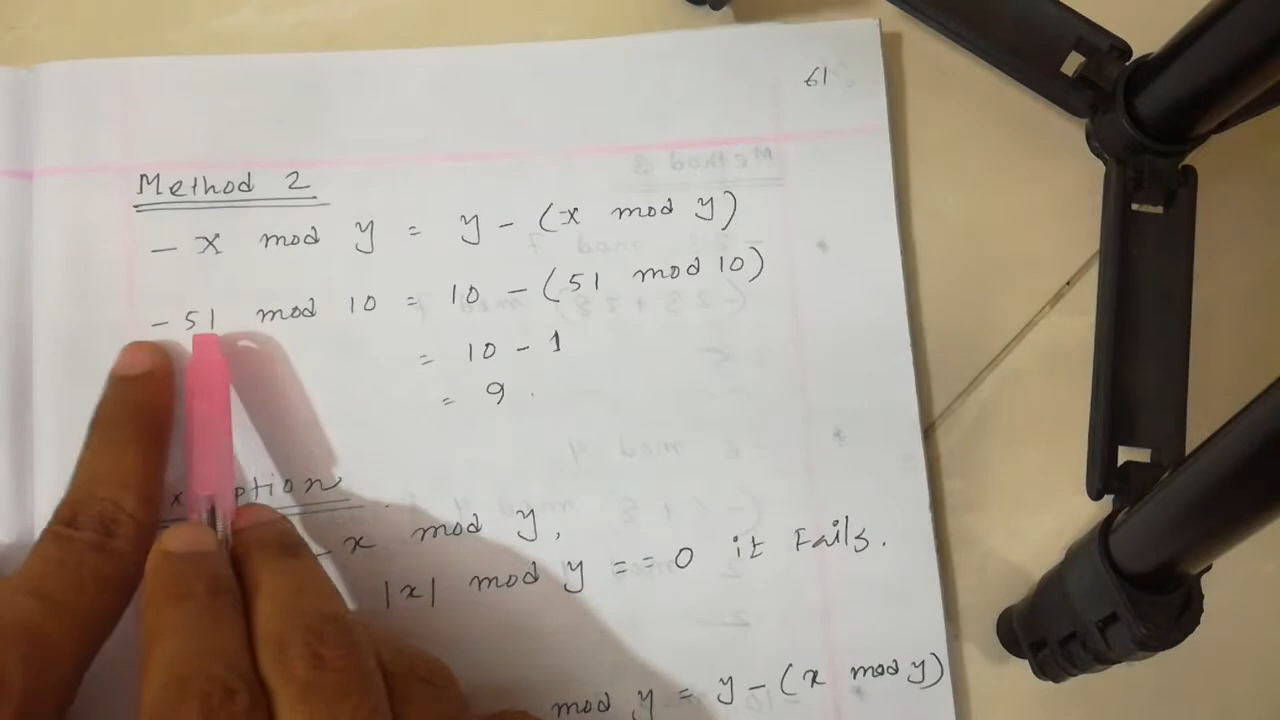 61
Method 2
- x mod y = y - (x mod y)
- 51 mod 10 = 10 - (51 mod 10)
= 10 - 1
= 9.
ption
- x mod y,
|x| mod y == 0 it Fails.
mod y = y - (x mod y)